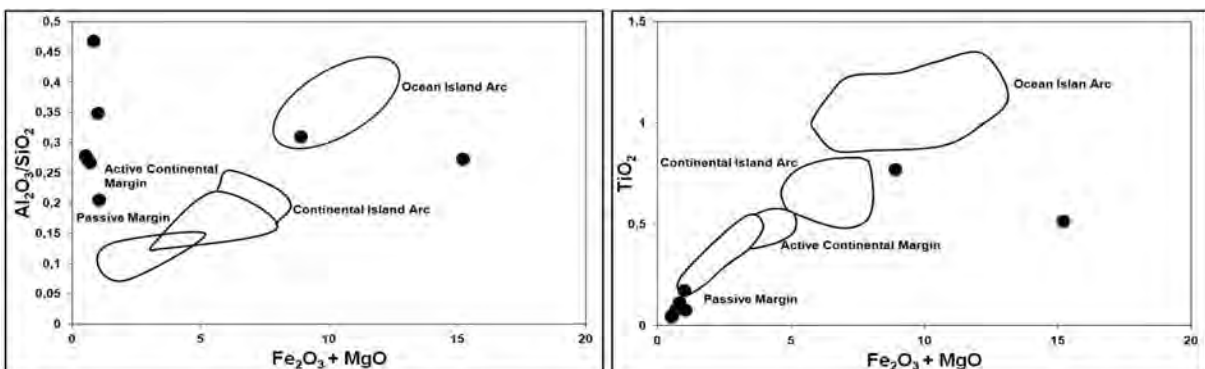 0,5
0,45
0,4
0,35
0,3
0,25
0,2
0,15
0,1
0,05
0
Al2O3/SiO2
Ocean Island Arc
Active Continental
Margin
Passive Margin
Continental Island Arc
0
5
10
15
20
Fe2O3 + MgO
1.5
1
0,5
0
TiO2
Ocean Islan Arc
Continental Island Arc
Active Continental Margin
Passive Margin
0
5
10
15
20
Fe2O3 + MgO